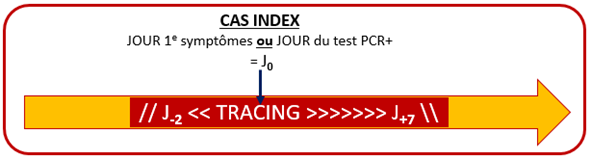 CAS INDEX
JOUR 1e symptômes ou JOUR du test PCR+
= J0
// J-2 << TRACING >>>>>>> J+7 \\